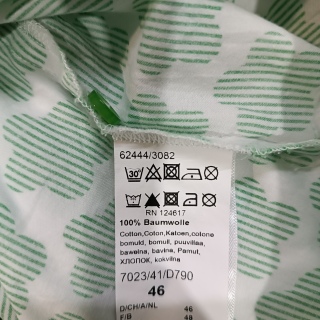 62444/3082
30
RN 124617
100% Baumwolle
Cotton,Coton,Katoen,cotone
bomuld, bomull, puuvillaa,
bawełna, bavlna, Pamut,
ХЛОПОК, kokvilna
7023/41/D790
46
D/CH/A/NL 46
F/B 48